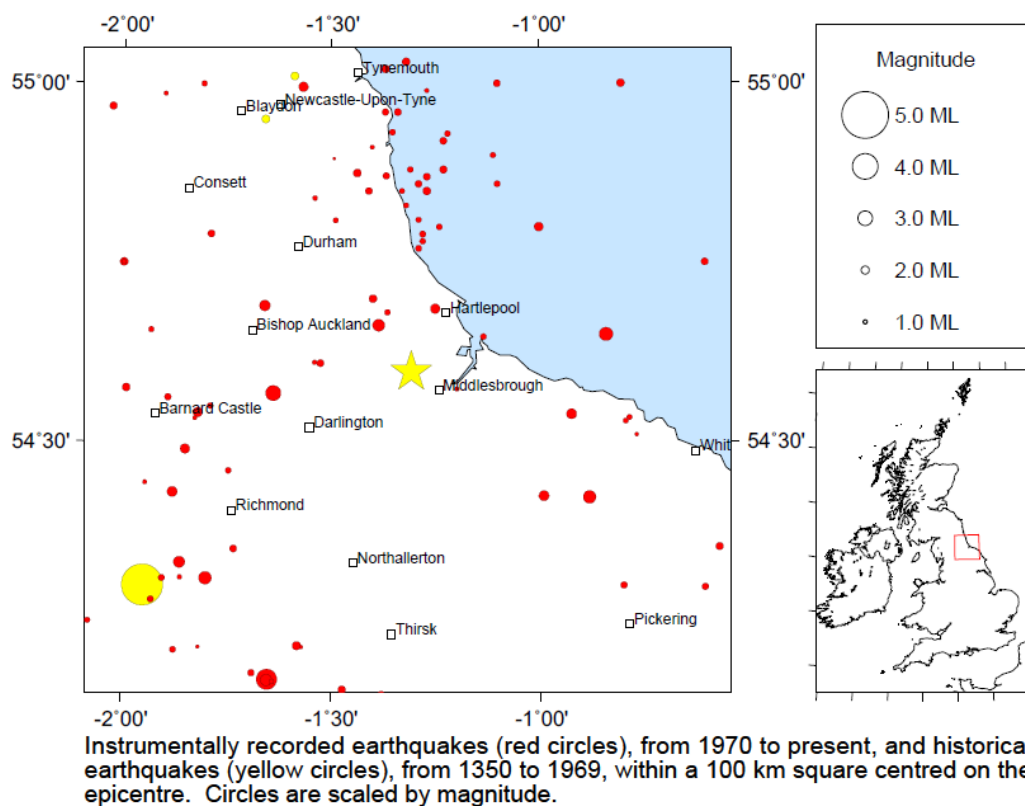 -2°00' -1°30' -1°00'
55°00' 55°00'
Tynemouth
Newcastle-Upon-Tyne
Blaydon
Consett
Durham
Hartlepool
Bishop Auckland
Middlesbrough
Barnard Castle
Darlington
54°30' 54°30'
Whit
Richmond
Northallerton
Pickering
Thirsk
-2°00' -1°30' -1°00'
Magnitude
5.0 ML
4.0 ML
3.0 ML
2.0 ML
1.0 ML
Instrumentally recorded earthquakes (red circles), from 1970 to present, and historica
earthquakes (yellow circles), from 1350 to 1969, within a 100 km square centred on the
epicentre. Circles are scaled by magnitude.